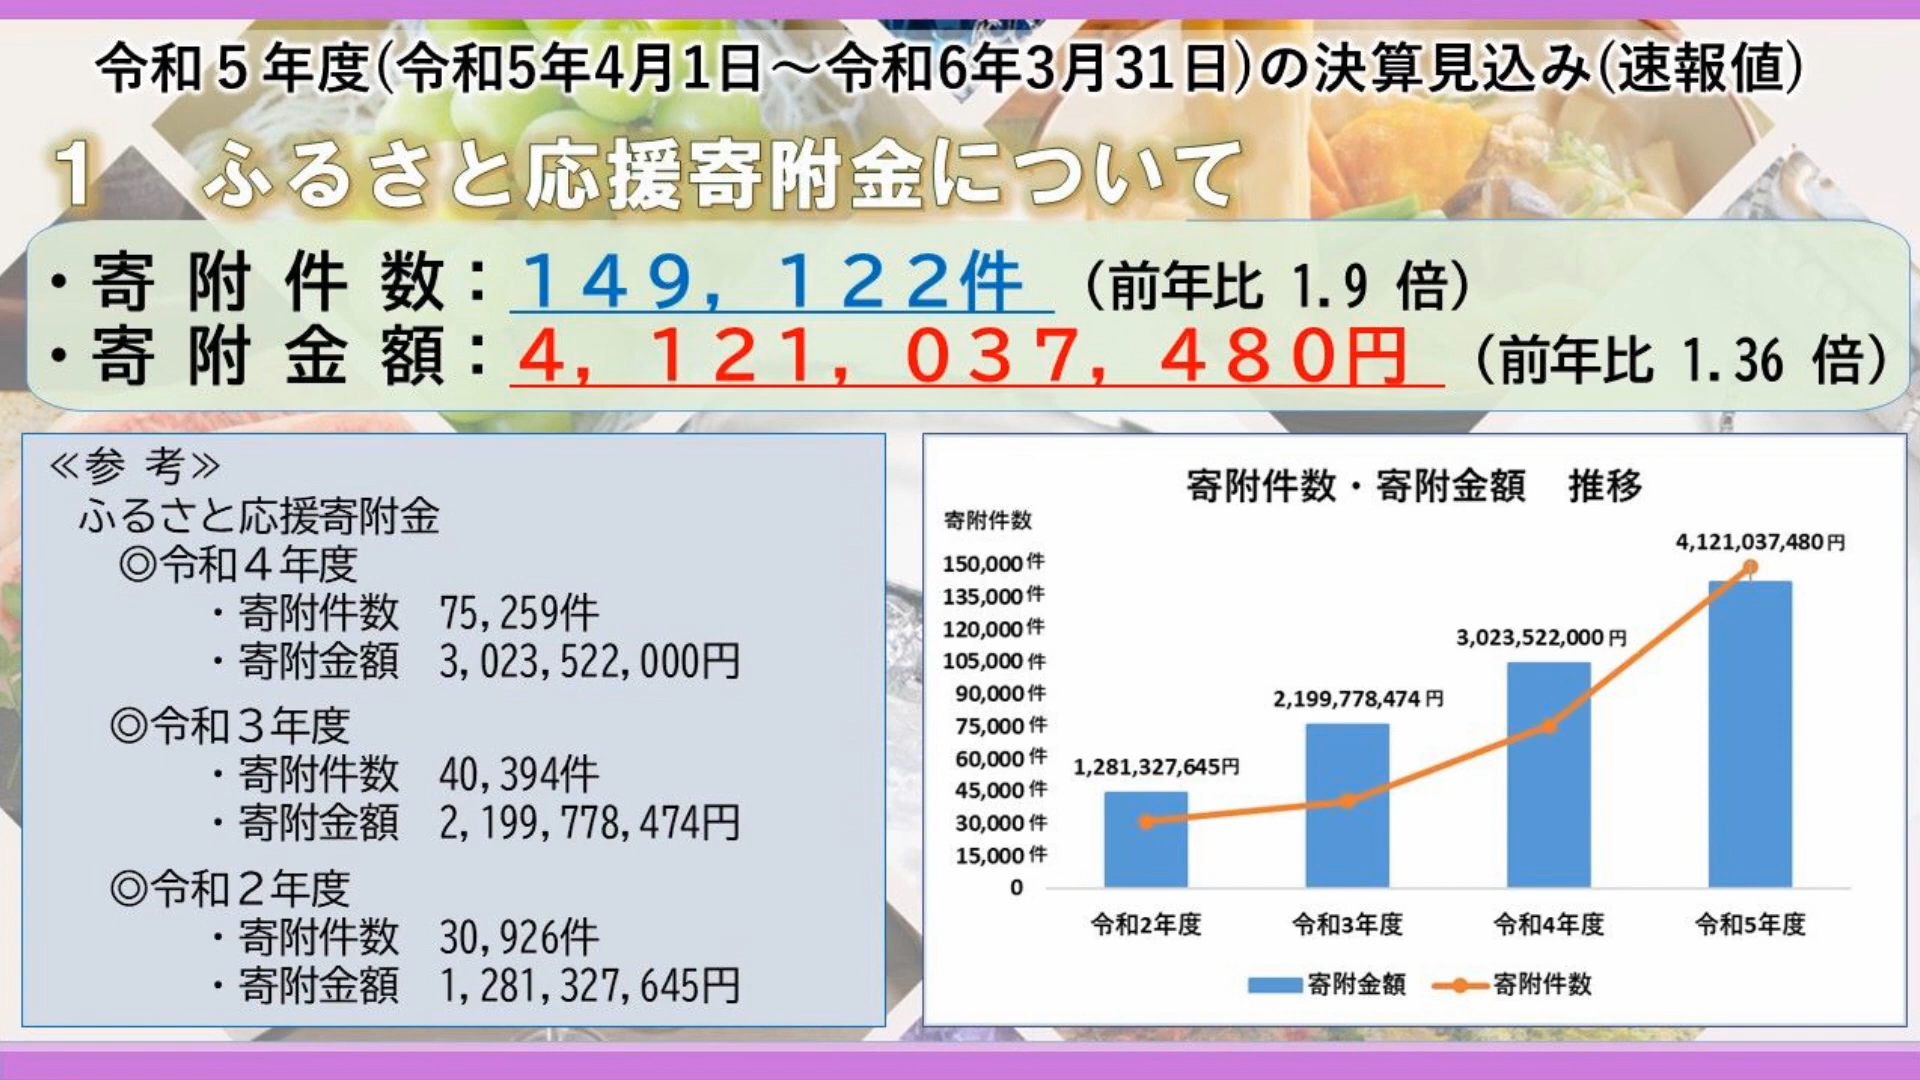 令和５年度(令和5年4月1日～令和6年3月31日)の決算見込み(速報値)
1　ふるさと応援寄附金について
・寄 附 件 数：１４９，１２２件 （前年比 1.9 倍）
・寄 附 金 額：４，１２１，０３７，４８０円 （前年比 1.36 倍）
≪参 考≫
ふるさと応援寄附金
◎令和４年度
・寄附件数　75,259件
・寄附金額　3,023,522,000円
◎令和３年度
・寄附件数　40,394件
・寄附金額　2,199,778,474円
◎令和２年度
・寄附件数　30,926件
・寄附金額　1,281,327,645円
寄附件数・寄附金額　推移
寄附件数
150,000件
135,000件
120,000件
105,000件
90,000件
75,000件
60,000件
45,000件
30,000件
15,000件
0
1,281,327,645円
2,199,778,474円
3,023,522,000円
4,121,037,480円
令和2年度
令和3年度
令和4年度
令和5年度
寄附金額
寄附件数